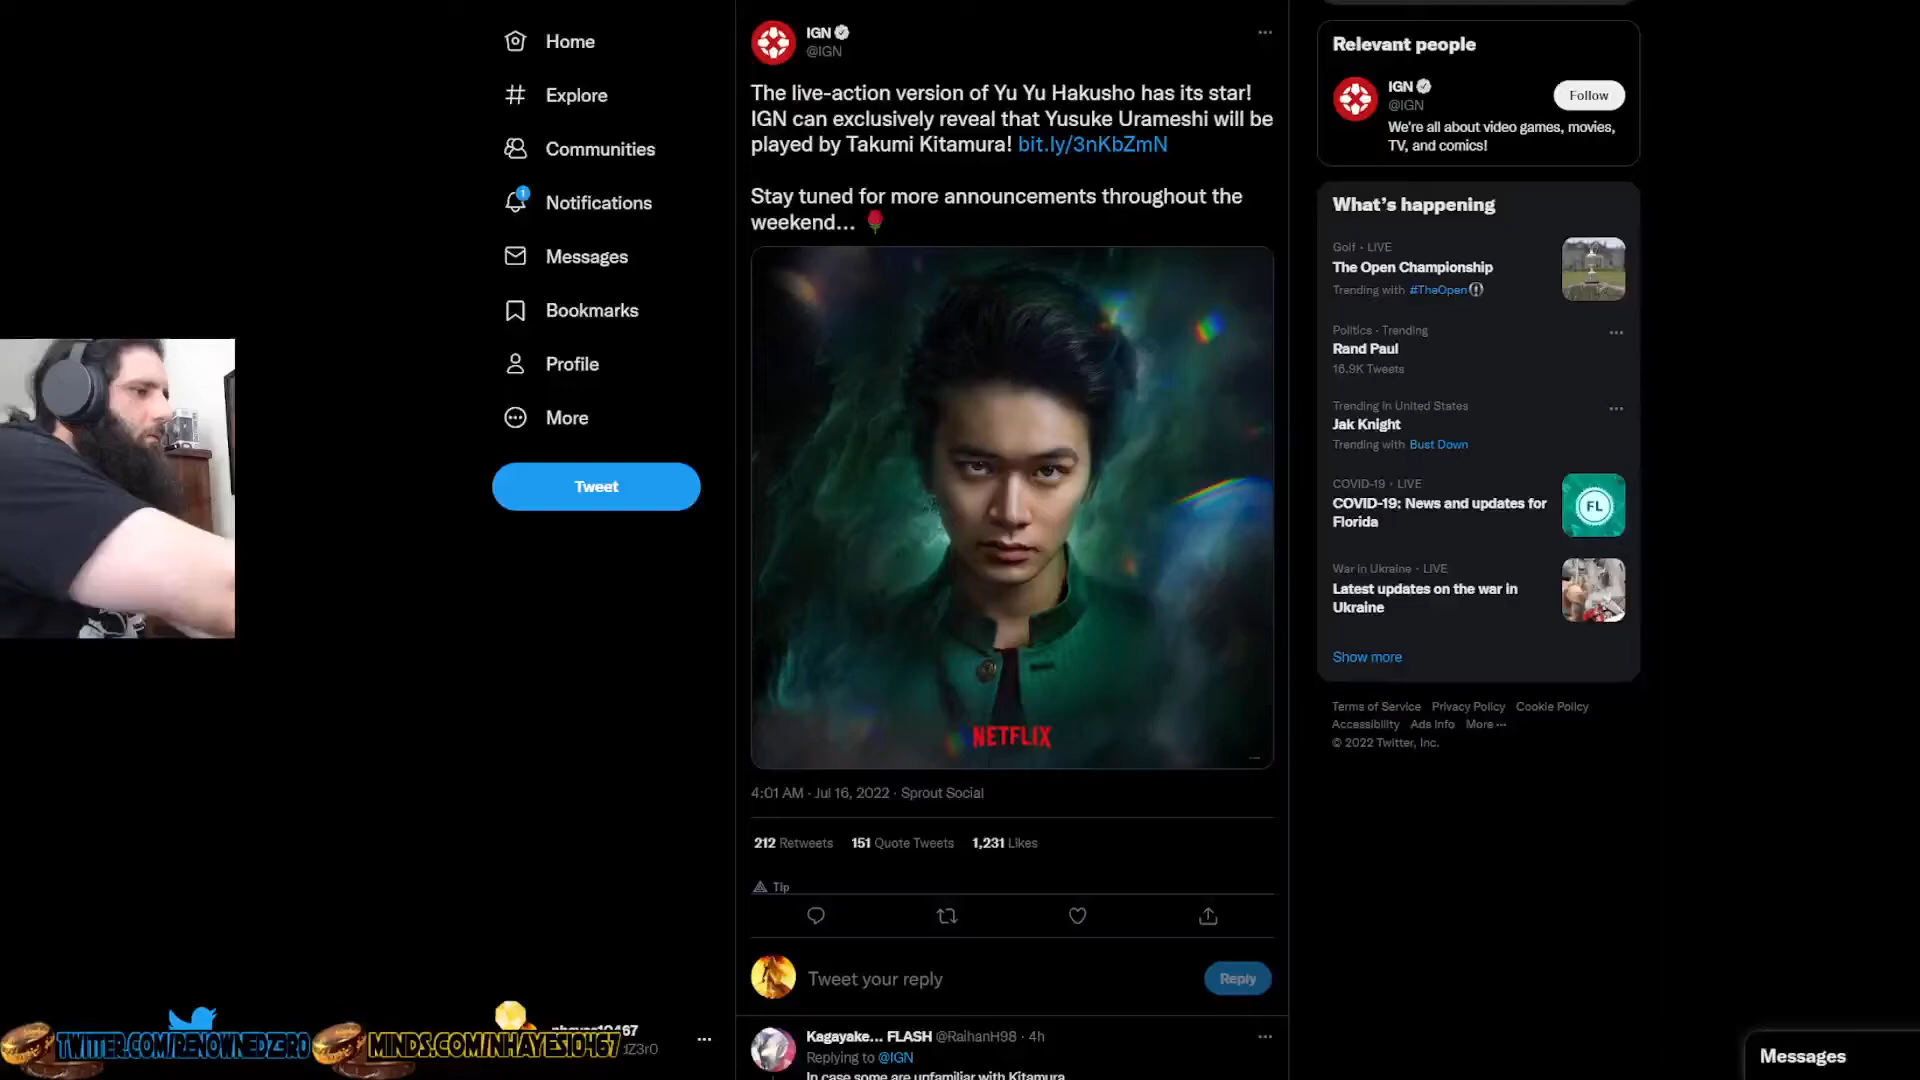 Home
Explore
Communities
1
Notifications
Messages
Bookmarks
Profile
More
Tweet
IGN
@IGN
The live-action version of Yu Yu Hakusho has its star!
IGN can exclusively reveal that Yusuke Urameshi will be
played by Takumi Kitamura! bit.ly/3nKbZmN
Stay tuned for more announcements throughout the
weekend...
NETFLIX
4:01 AM · Jul 16, 2022 · Sprout Social
212 Retweets 151 Quote Tweets 1,231 Likes
Tip
Tweet your reply
Reply
Kagayake... FLASH @RaihanH98 · 4h
Replying to @IGN
In case some are unfamiliar with Kitamura
Relevant people
IGN
@IGN
Follow
We're all about video games, movies,
TV, and comics!
What's happening
Golf · LIVE
The Open Championship
Trending with #TheOpen
Politics · Trending
Rand Paul
16.9K Tweets
Trending in United States
Jak Knight
Trending with Bust Down
COVID-19 · LIVE
COVID-19: News and updates for
Florida
FL
War in Ukraine · LIVE
Latest updates on the war in
Ukraine
Show more
Terms of Service Privacy Policy Cookie Policy
Accessibility Ads info More ...
© 2022 Twitter, Inc.
Messages
TWITTER.COM/RENOWNEDZ3R0
MINDS.COM/NHAYES10467